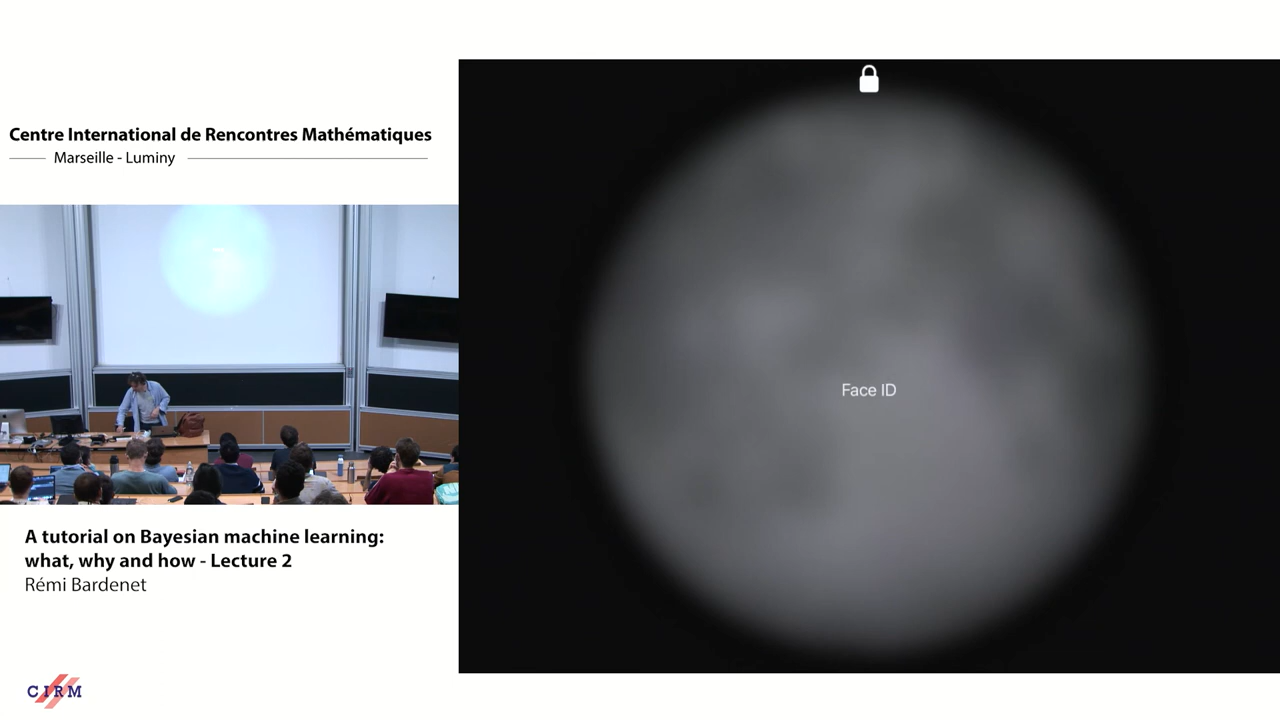 Centre International de Rencontres Mathématiques
Marseille - Luminy
Face ID
A tutorial on Bayesian machine learning:
what, why and how - Lecture 2
Rémi Bardenet
CIRM